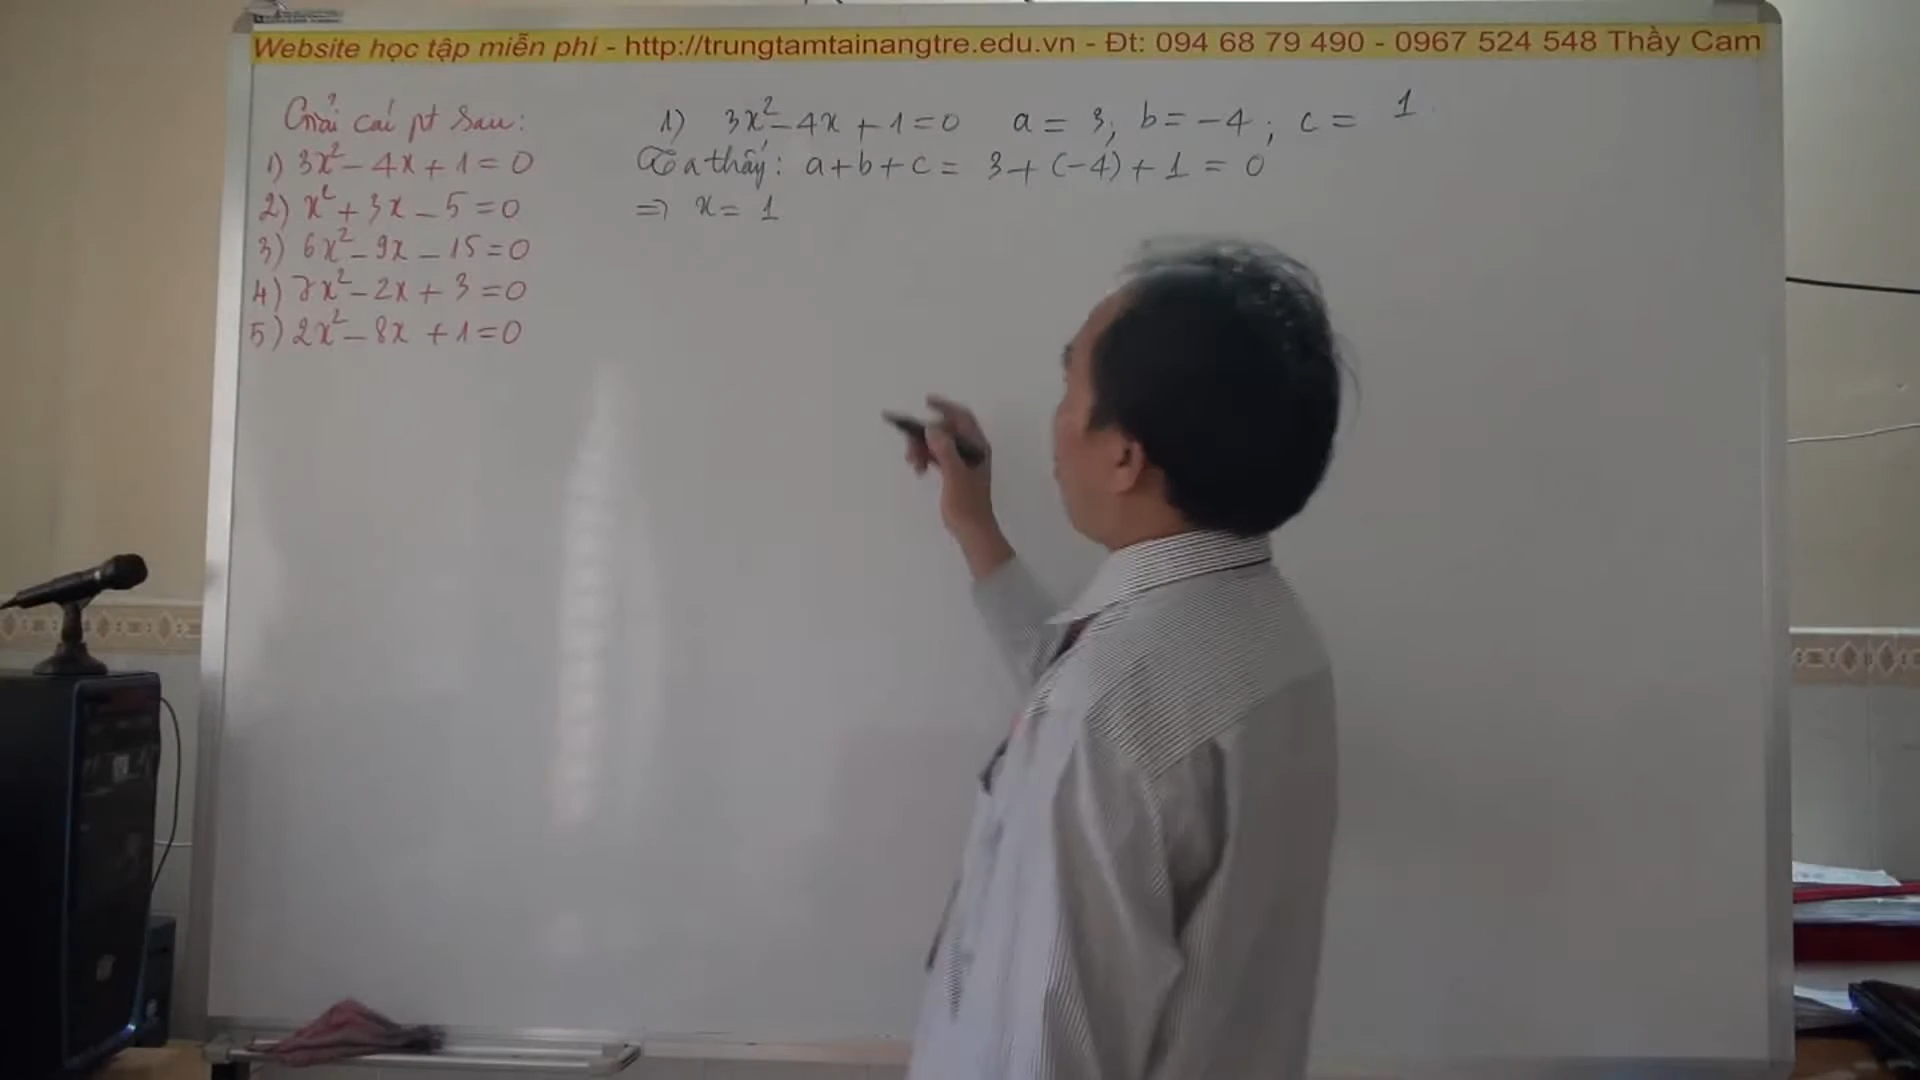 Website học tập miễn phí - http://trungtamtainangtre.edu.vn - Đt: 094 68 79 490 - 0967 524 548 Thầy Cam
Giải các pt sau:
1) 3x² - 4x + 1 = 0
2) x² + 3x - 5 = 0
3) 6x² - 9x - 15 = 0
4) 7x² - 2x + 3 = 0
5) 2x² - 8x + 1 = 0
1) 3x² - 4x + 1 = 0 a = 3; b = -4; c = 1
Ta thấy: a + b + c = 3 + (-4) + 1 = 0
=> x = 1